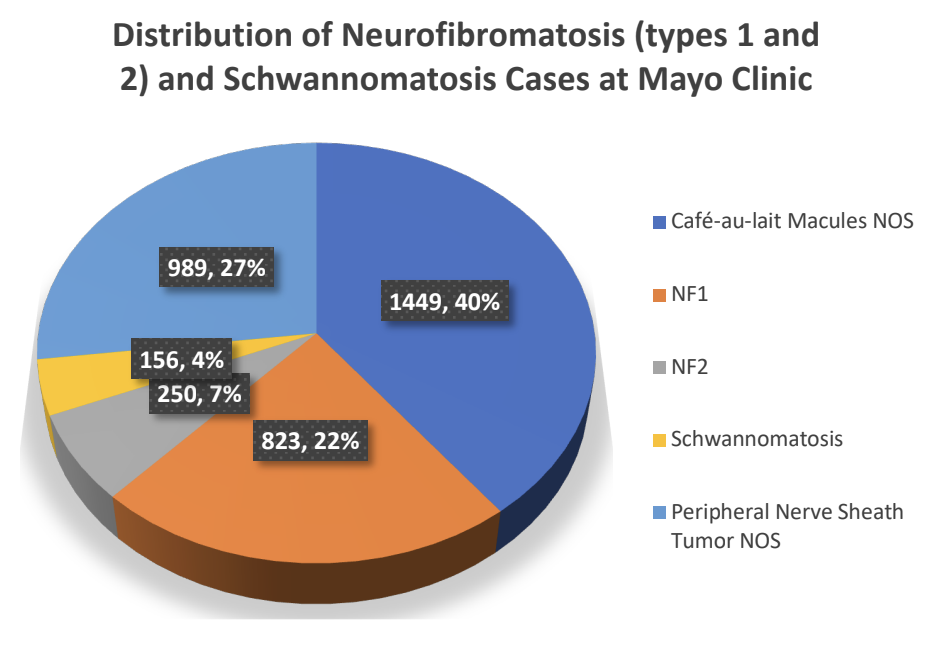 Distribution of Neurofibromatosis (types 1 and
2) and Schwannomatosis Cases at Mayo Clinic
989, 27%
1449, 40%
156, 4%
250, 7%
823, 22%
Café-au-lait Macules NOS
NF1
NF2
Schwannomatosis
Peripheral Nerve Sheath
Tumor NOS